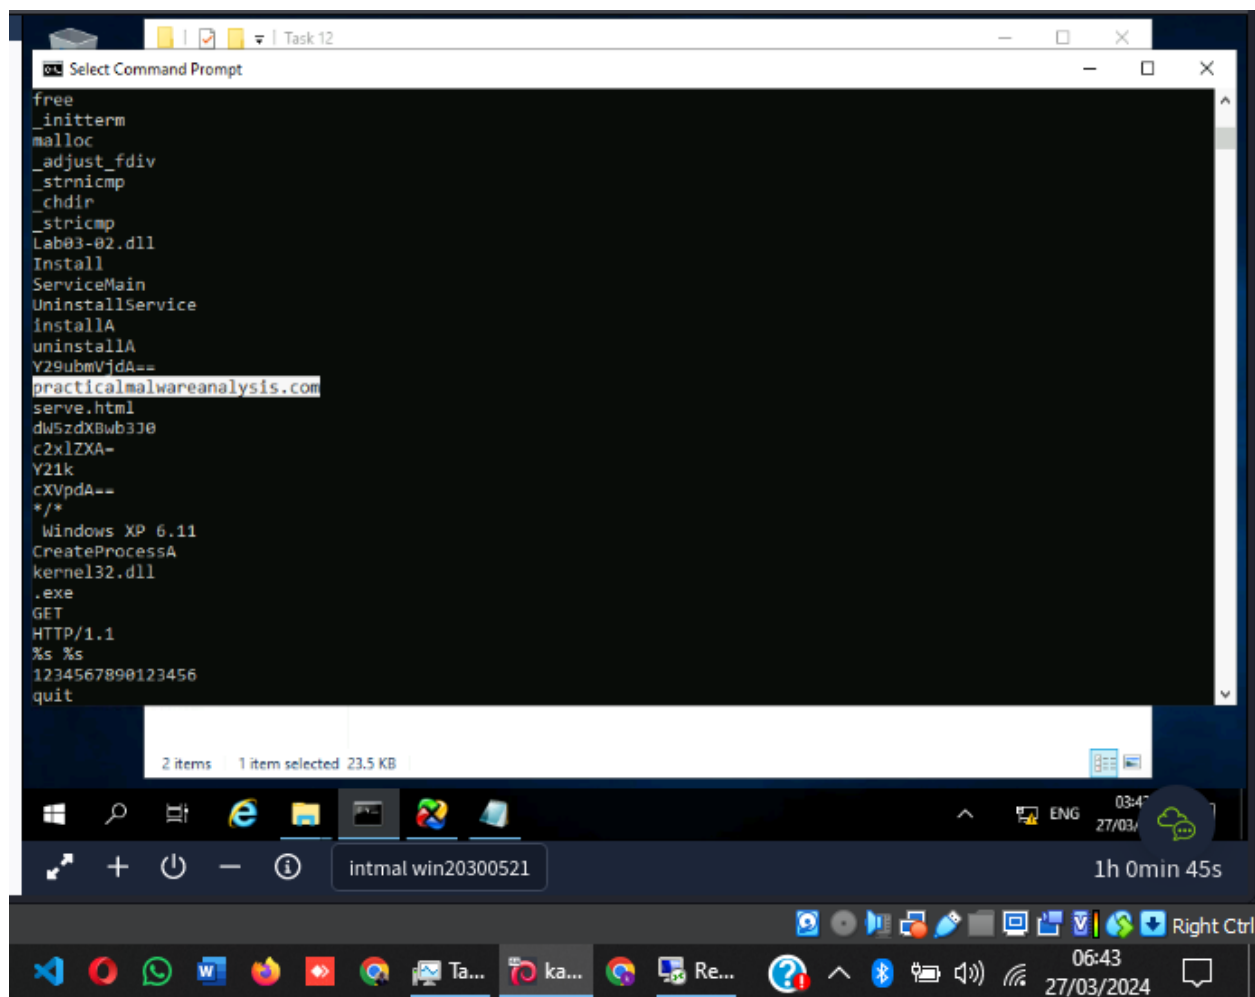 Task 12
Select Command Prompt
free
_initterm
malloc
_adjust_fdiv
_strnicmp
_chdir
_stricmp
Lab03-02.dll
Install
ServiceMain
UninstallService
installA
uninstallA
Y29ubmVjdA==
practicalmalwareanalysis.com
serve.html
dW5zdXBwb3J0
c2xlZXA=
Y21k
cXVpdA==
*/*
Windows XP 6.11
CreateProcessA
kernel32.dll
.exe
GET
HTTP/1.1
%s %s
1234567890123456
quit
2 items 1 item selected 23.5 KB
ENG
27/03/
intmal win20300521
1h 0min 45s
Right Ctrl
Ta... ka... Re...
06:43
27/03/2024